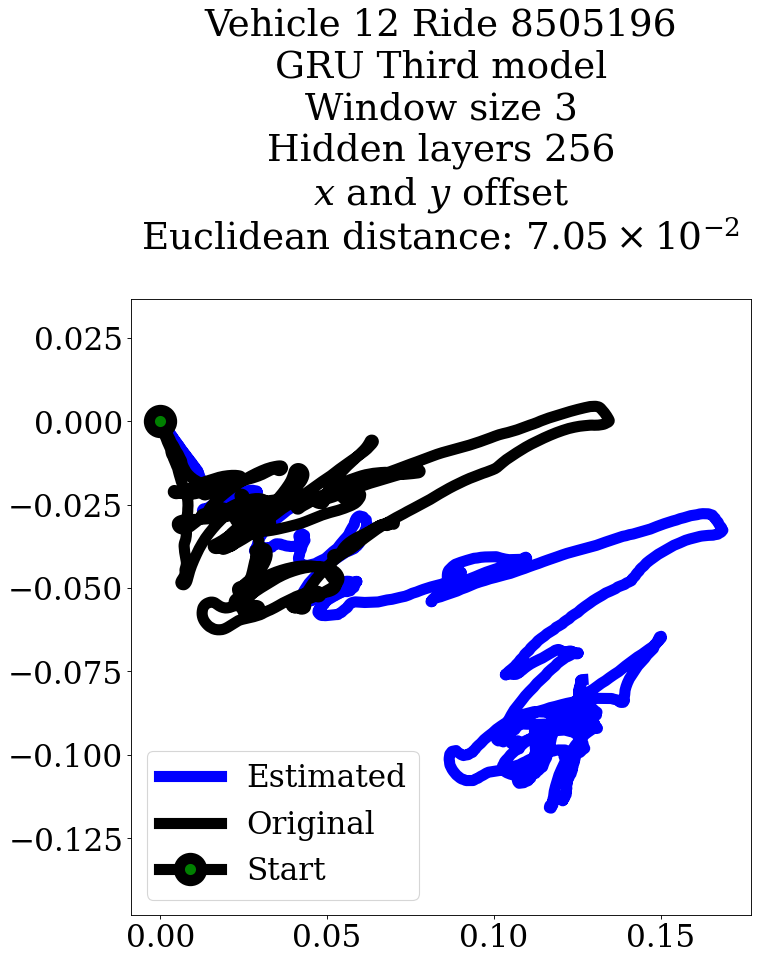 Vehicle 12 Ride 8505196
GRU Third model
Window size 3
Hidden layers 256
x and y offset
Euclidean distance: 7.05 × 10⁻²
0.025
0.000
−0.025
−0.050
−0.075
−0.100
−0.125
Estimated
Original
Start
0.00 0.05 0.10 0.15